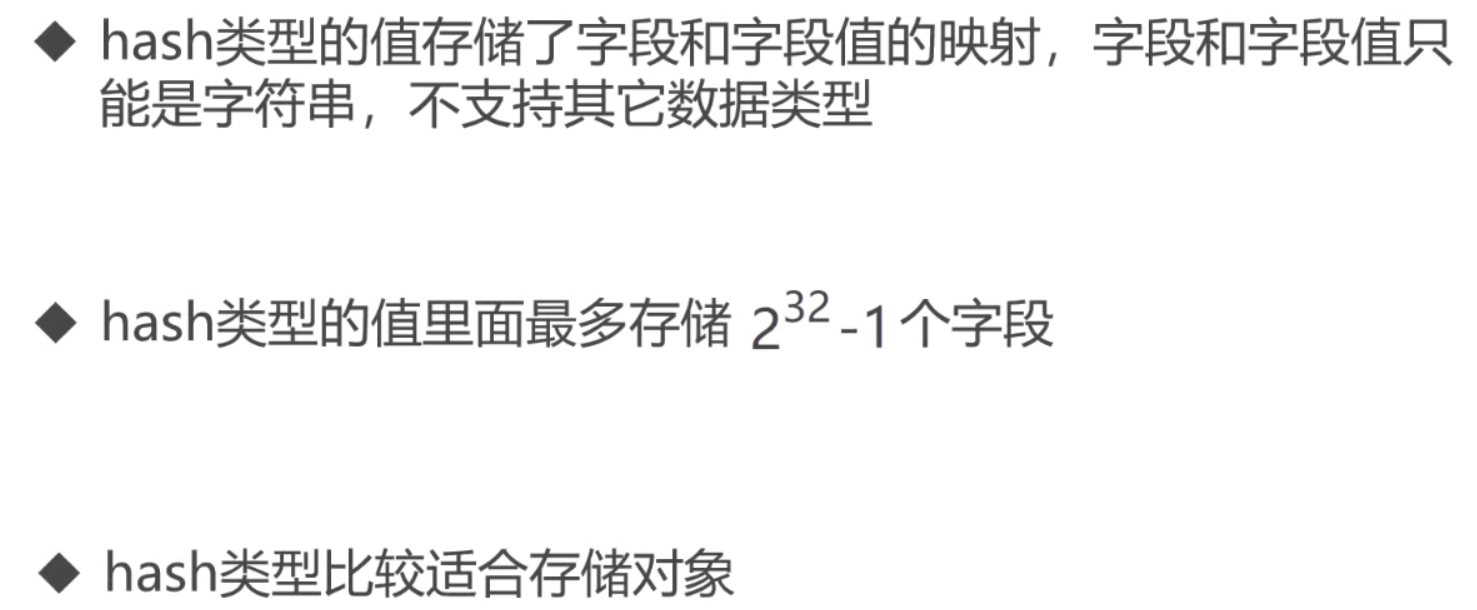 ◆ hash类型的值存储了字段和字段值的映射，字段和字段值只
能是字符串，不支持其它数据类型
◆ hash类型的值里面最多存储 2³² -1个字段
◆ hash类型比较适合存储对象